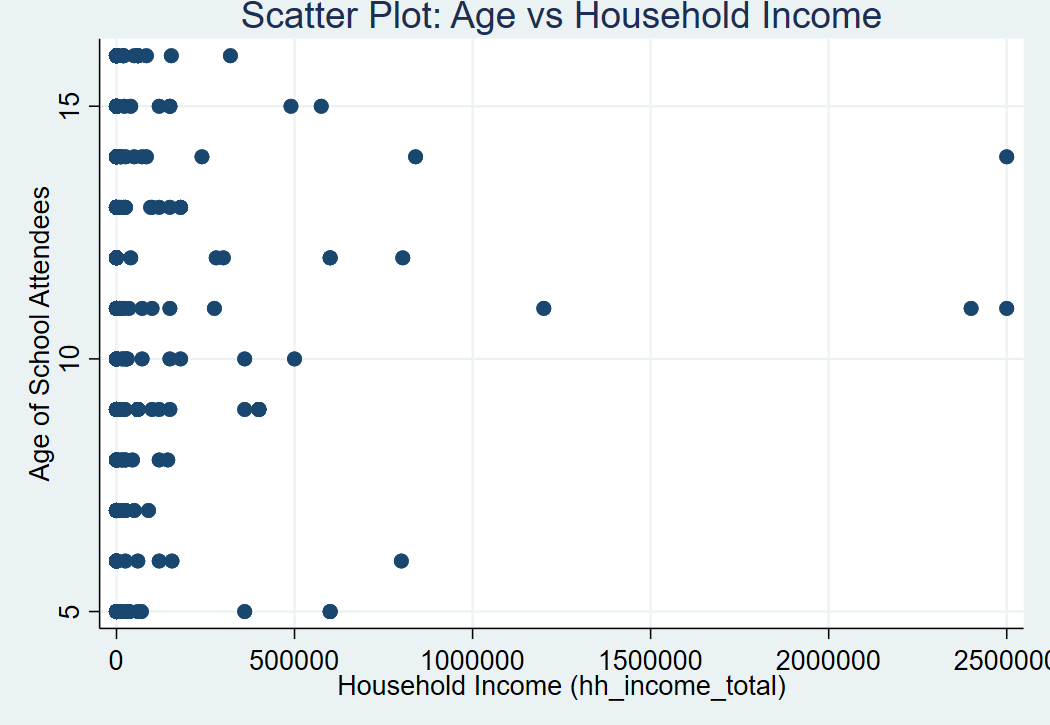 Scatter Plot: Age vs Household Income
Age of School Attendees
15
10
5
0 500000 1000000 1500000 2000000 2500000
Household Income (hh_income_total)